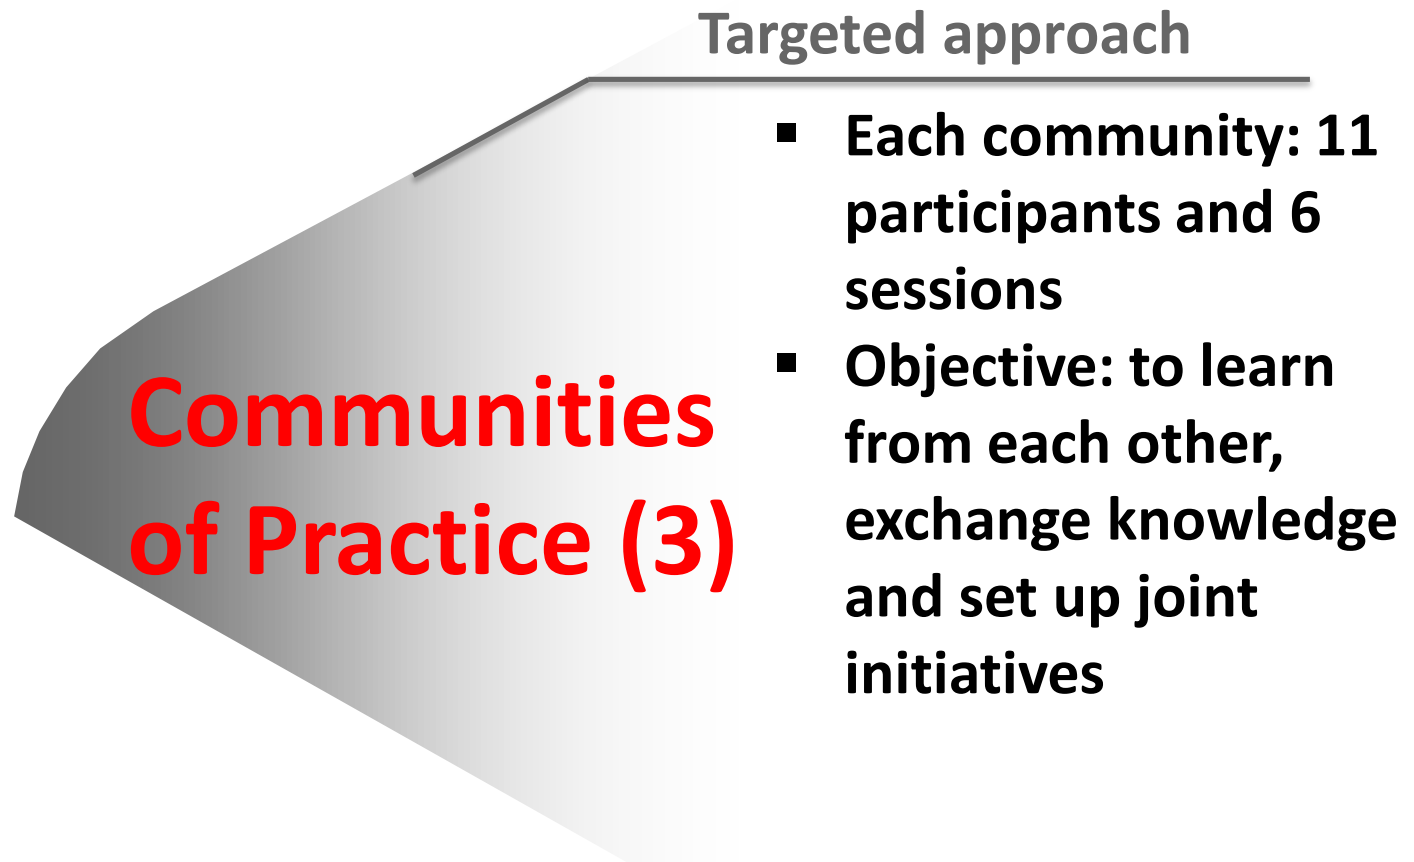 Targeted approach
▪ Each community: 11
participants and 6
sessions
▪ Objective: to learn
from each other,
exchange knowledge
and set up joint
initiatives
Communities
of Practice (3)